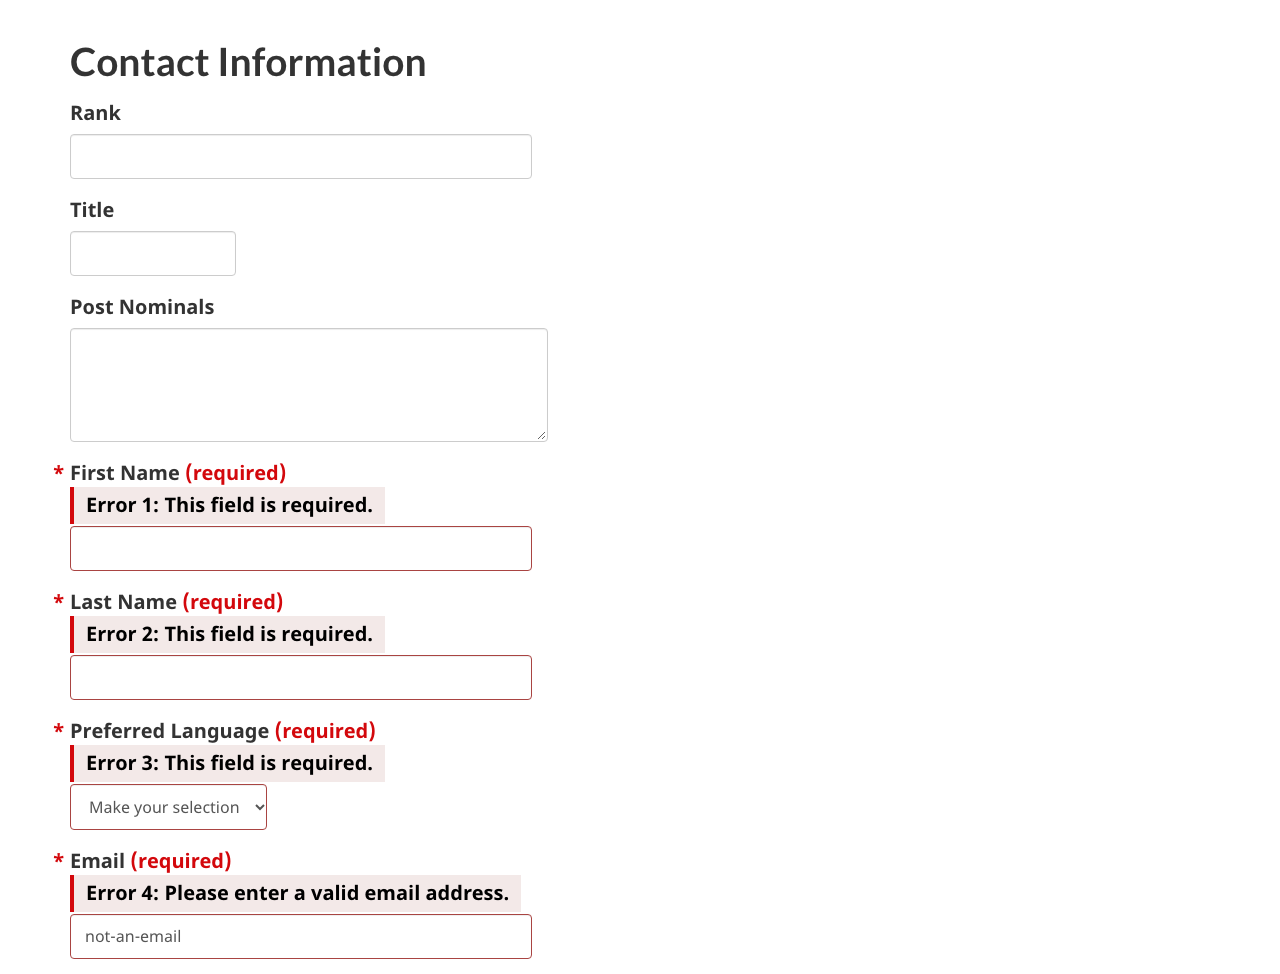 Contact Information
Rank
Title
Post Nominals
* First Name (required)
Error 1: This field is required.
* Last Name (required)
Error 2: This field is required.
* Preferred Language (required)
Error 3: This field is required.
Make your selection
* Email (required)
Error 4: Please enter a valid email address.
not-an-email